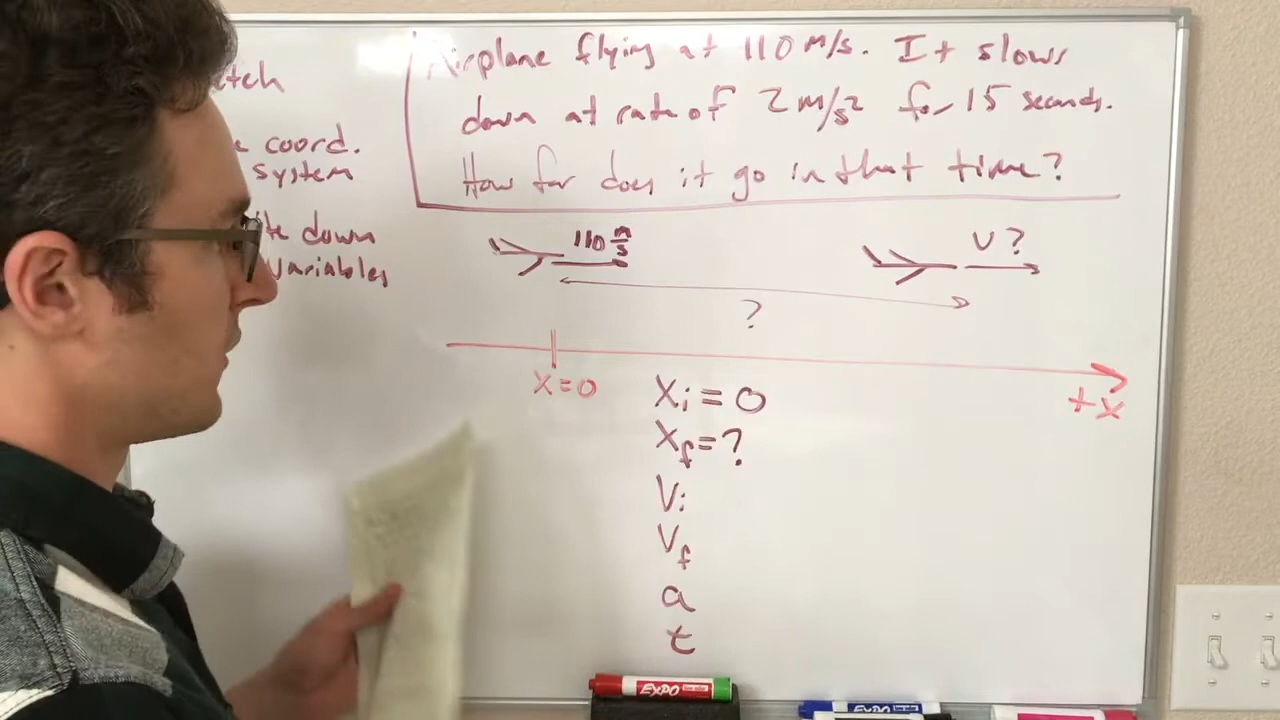 Airplane flying at 110 m/s. It slows
down at rate of 2 m/s² for 15 seconds.
How far does it go in that time?
coord.
system
down
variables
110 m/s
v ?
?
x=0
+x
Xi = 0
Xf = ?
Vi
Vf
a
t
EXPO
EXPO